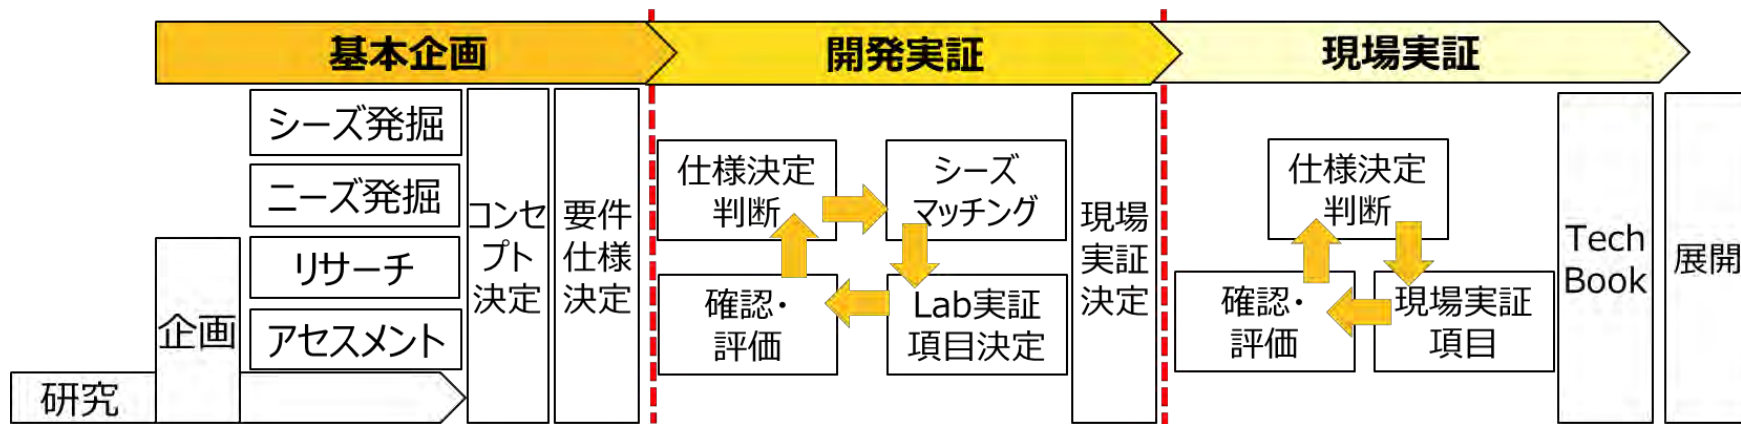 基本企画
開発実証
現場実証
シーズ発掘
ニーズ発掘
リサーチ
アセスメント
企画
研究
コンセ
プト
決定
要件
仕様
決定
仕様決定
判断
シーズ
マッチング
確認・
評価
Lab実証
項目決定
現場
実証
決定
仕様決定
判断
確認・
評価
現場実証
項目
Tech
Book
展開